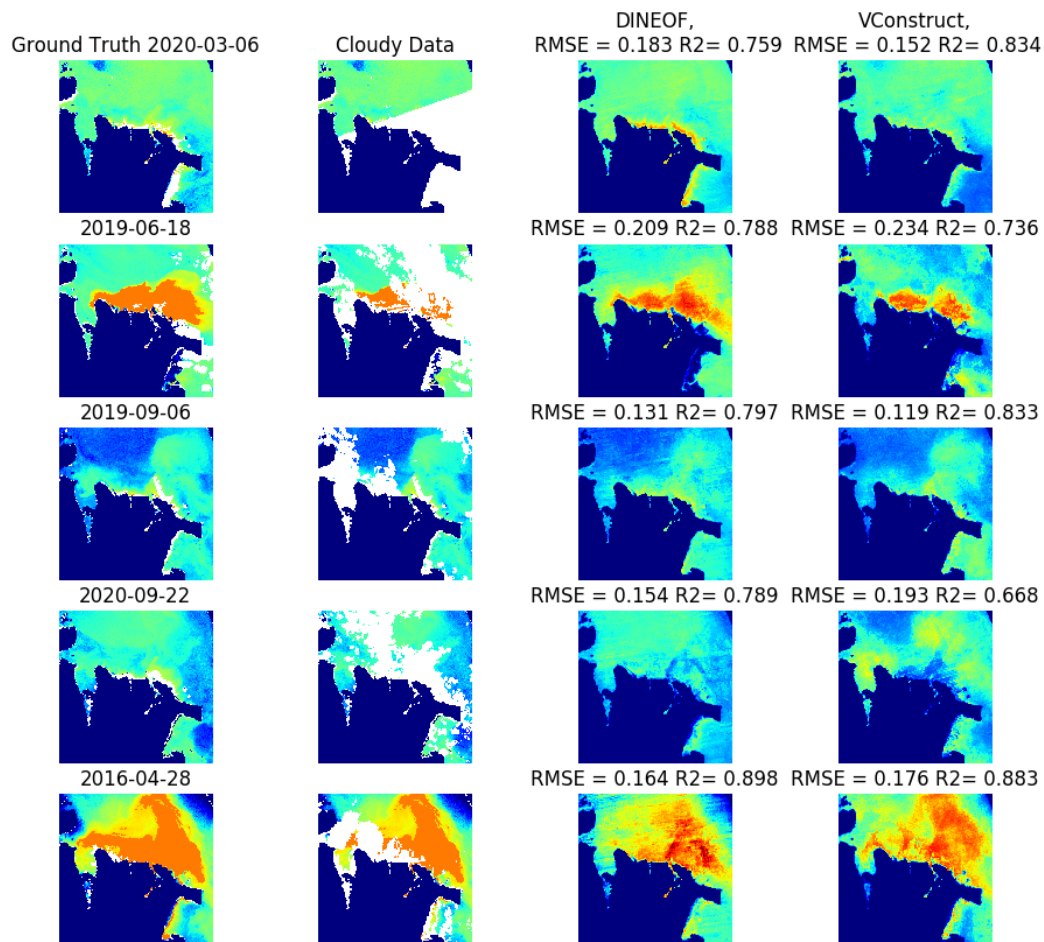 DINEOF,
VConstruct,
Ground Truth 2020-03-06
Cloudy Data
RMSE = 0.183 R2= 0.759
RMSE = 0.152 R2= 0.834
2019-06-18
RMSE = 0.209 R2= 0.788
RMSE = 0.234 R2= 0.736
2019-09-06
RMSE = 0.131 R2= 0.797
RMSE = 0.119 R2= 0.833
2020-09-22
RMSE = 0.154 R2= 0.789
RMSE = 0.193 R2= 0.668
2016-04-28
RMSE = 0.164 R2= 0.898
RMSE = 0.176 R2= 0.883